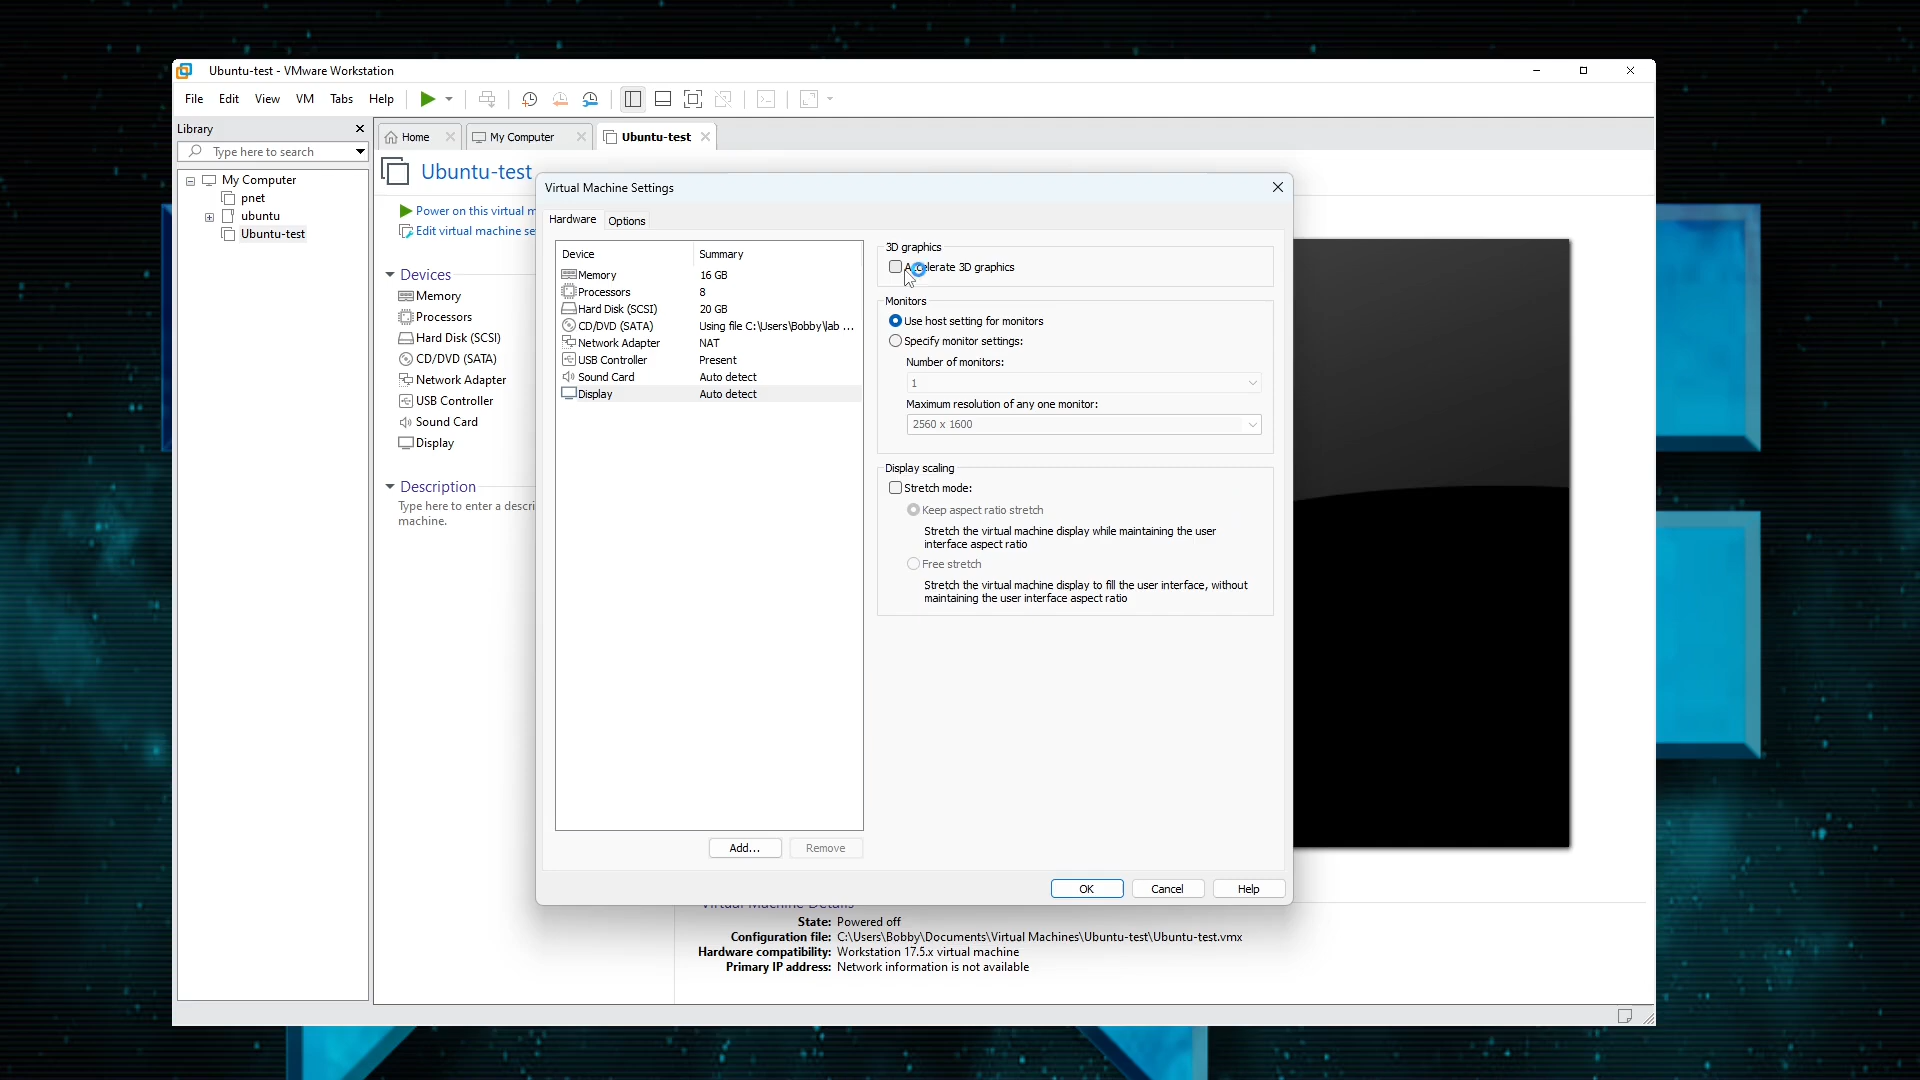 Ubuntu-test - VMware Workstation
File Edit View VM Tabs Help
Library
Type here to search
My Computer
pnet
ubuntu
Ubuntu-test
Home
My Computer
Ubuntu-test
Ubuntu-test
Power on this virtual m
Edit virtual machine se
Devices
Memory
Processors
Hard Disk (SCSI)
CD/DVD (SATA)
Network Adapter
USB Controller
Sound Card
Display
Description
Type here to enter a descri
machine.
Virtual Machine Settings
Hardware Options
Device Summary
Memory 16 GB
Processors 8
Hard Disk (SCSI) 20 GB
CD/DVD (SATA) Using file C:\Users\Bobby\lab ...
Network Adapter NAT
USB Controller Present
Sound Card Auto detect
Display Auto detect
Add... Remove
3D graphics
Accelerate 3D graphics
Monitors
Use host setting for monitors
Specify monitor settings:
Number of monitors:
1
Maximum resolution of any one monitor:
2560 x 1600
Display scaling
Stretch mode:
Keep aspect ratio stretch
Stretch the virtual machine display while maintaining the user
interface aspect ratio
Free stretch
Stretch the virtual machine display to fill the user interface, without
maintaining the user interface aspect ratio
OK Cancel Help
Virtual Machine Details
State: Powered off
Configuration file: C:\Users\Bobby\Documents\Virtual Machines\Ubuntu-test\Ubuntu-test.vmx
Hardware compatibility: Workstation 17.5.x virtual machine
Primary IP address: Network information is not available